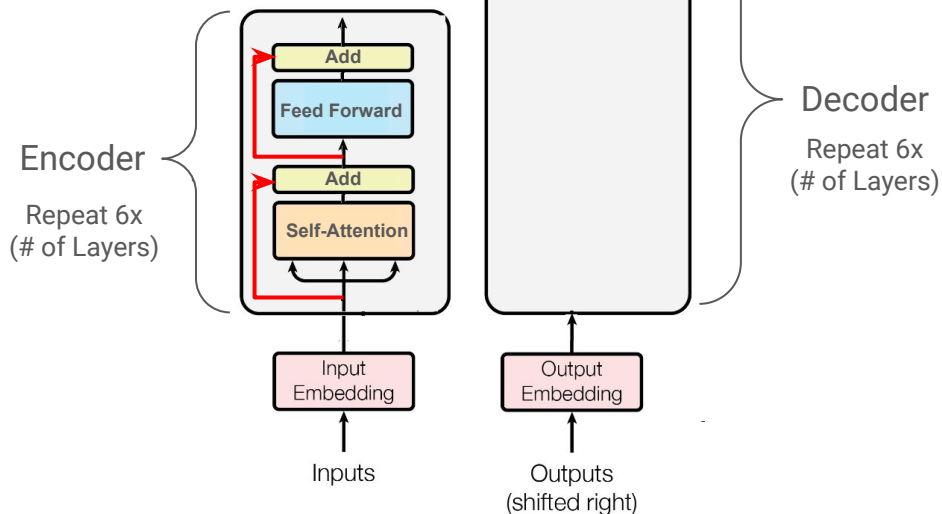 Add
Feed Forward
Add
Self-Attention
Encoder
Repeat 6x
(# of Layers)
Input
Embedding
Inputs
Decoder
Repeat 6x
(# of Layers)
Output
Embedding
Outputs
(shifted right)